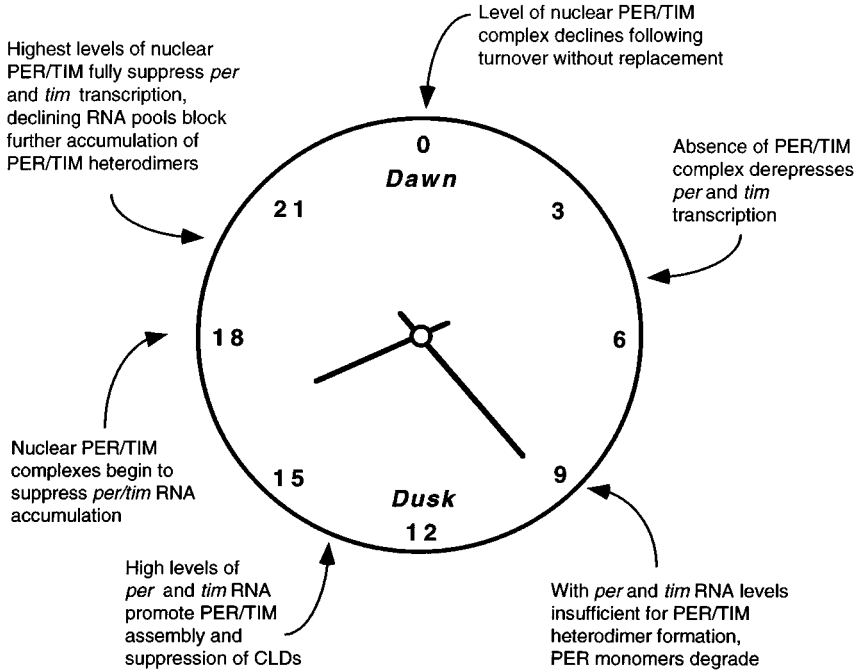 Level of nuclear PER/TIM
complex declines following
turnover without replacement
Highest levels of nuclear
PER/TIM fully suppress per
and tim transcription,
declining RNA pools block
further accumulation of
PER/TIM heterodimers
Absence of PER/TIM
complex derepresses
per and tim
transcription
0
Dawn
3
6
9
Dusk
12
15
18
21
Nuclear PER/TIM
complexes begin to
suppress per/tim RNA
accumulation
High levels of
per and tim RNA
promote PER/TIM
assembly and
suppression of CLDs
With per and tim RNA levels
insufficient for PER/TIM
heterodimer formation,
PER monomers degrade